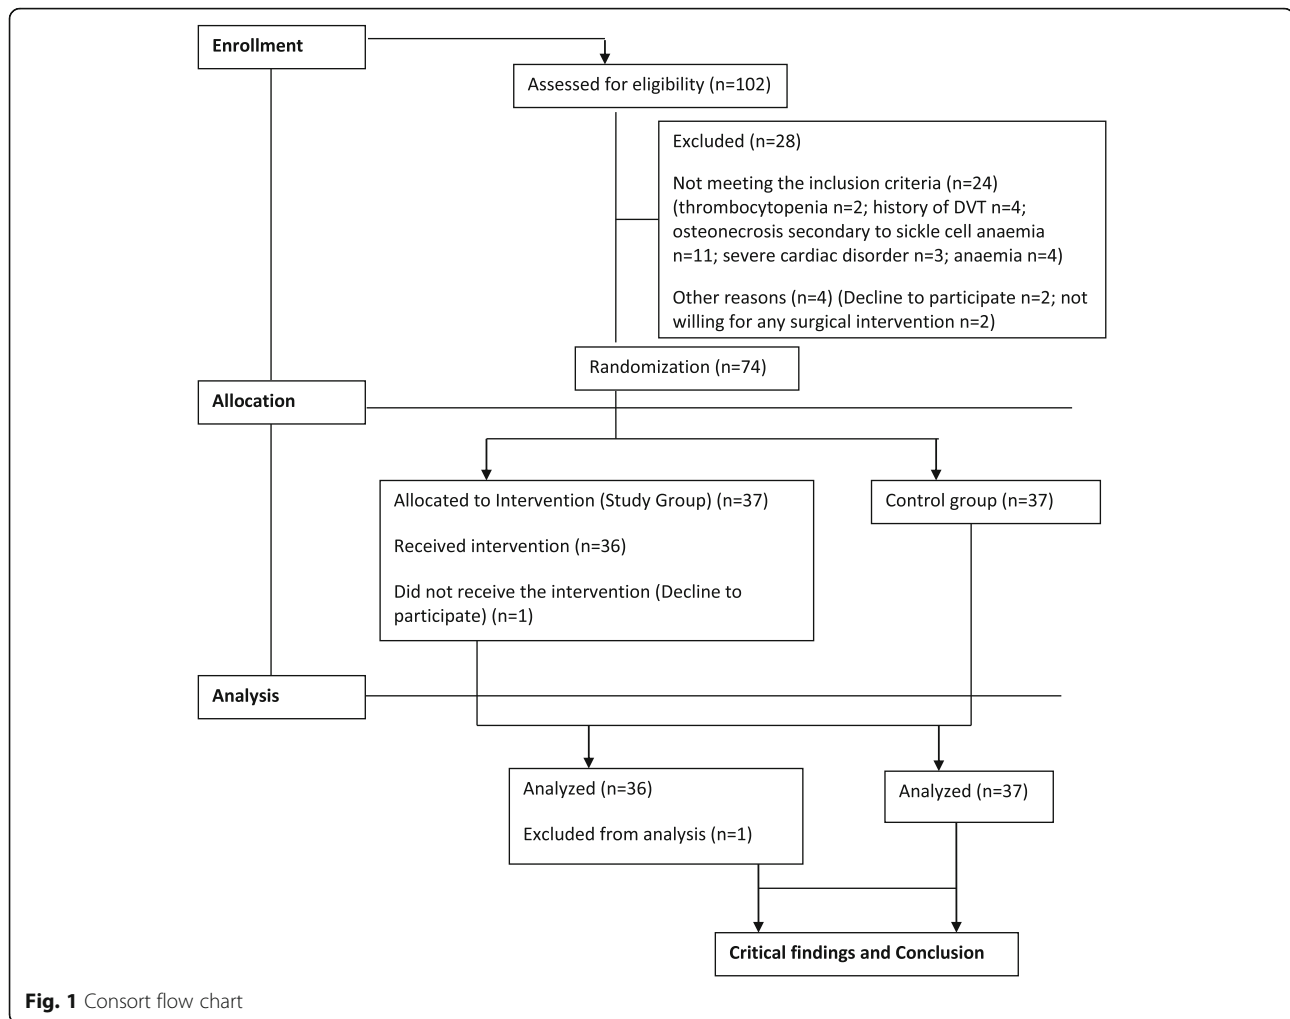 Enrollment
Assessed for eligibility (n=102)
Excluded (n=28)
Not meeting the inclusion criteria (n=24)
(thrombocytopenia n=2; history of DVT n=4;
osteonecrosis secondary to sickle cell anaemia
n=11; severe cardiac disorder n=3; anaemia n=4)
Other reasons (n=4) (Decline to participate n=2; not
willing for any surgical intervention n=2)
Randomization (n=74)
Allocation
Allocated to Intervention (Study Group) (n=37)
Received intervention (n=36)
Did not receive the intervention (Decline to
participate) (n=1)
Control group (n=37)
Analysis
Analyzed (n=36)
Excluded from analysis (n=1)
Analyzed (n=37)
Critical findings and Conclusion
Fig. 1 Consort flow chart